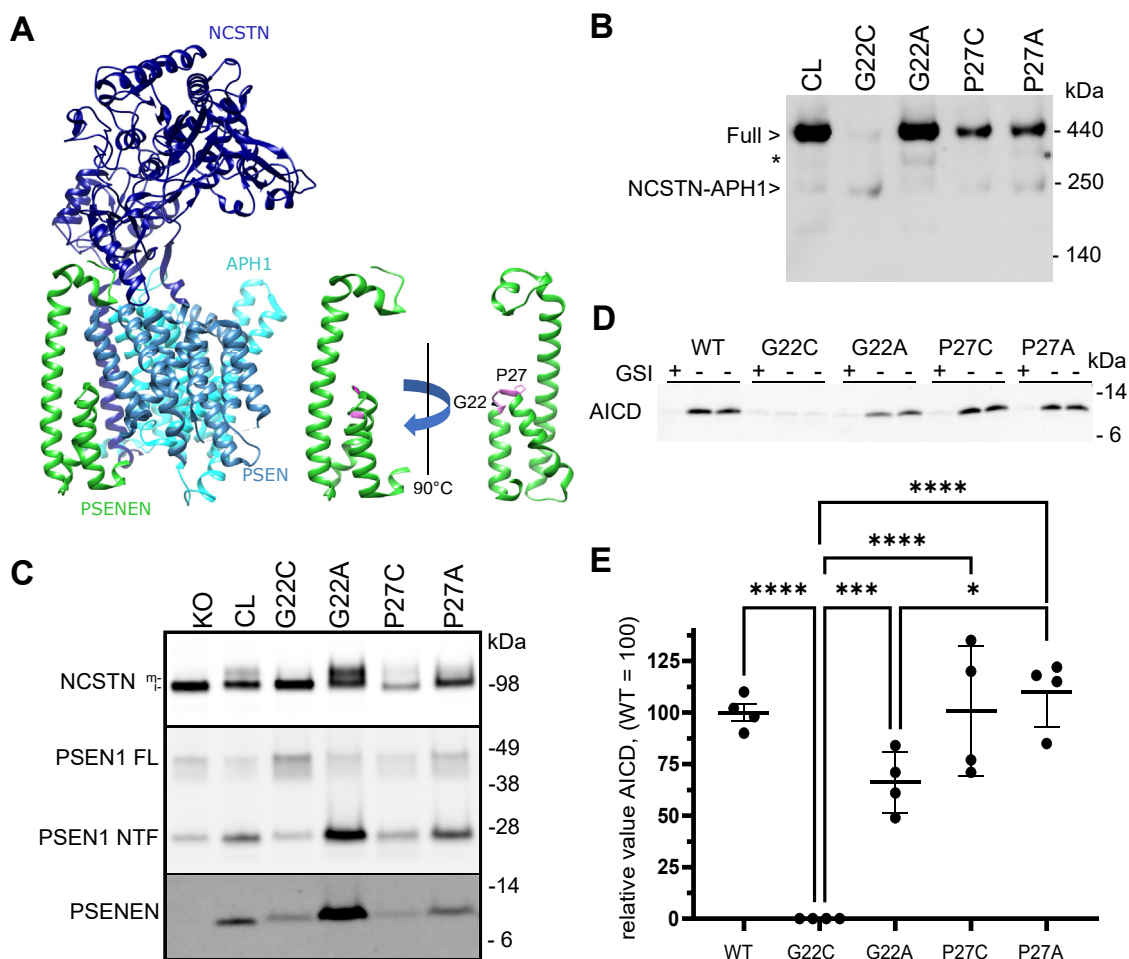 A
NCSTN
APH1
PSEN
PSENEN
G22
P27
90°C
B
CL G22C G22A P27C P27A
kDa
Full > - 440
*
NCSTN-APH1> - 250
- 140
C
KO CL G22C G22A P27C P27A
kDa
NCSTN m- i- -98
PSEN1 FL -49
-38
PSEN1 NTF -28
-14
PSENEN
- 6
D
WT G22C G22A P27C P27A kDa
GSI + - - + - - + - - + - - + - -
-14
AICD
- 6
E
****
****
**** *** *
relative value AICD, (WT = 100)
125
100
75
50
25
0
WT G22C G22A P27C P27A